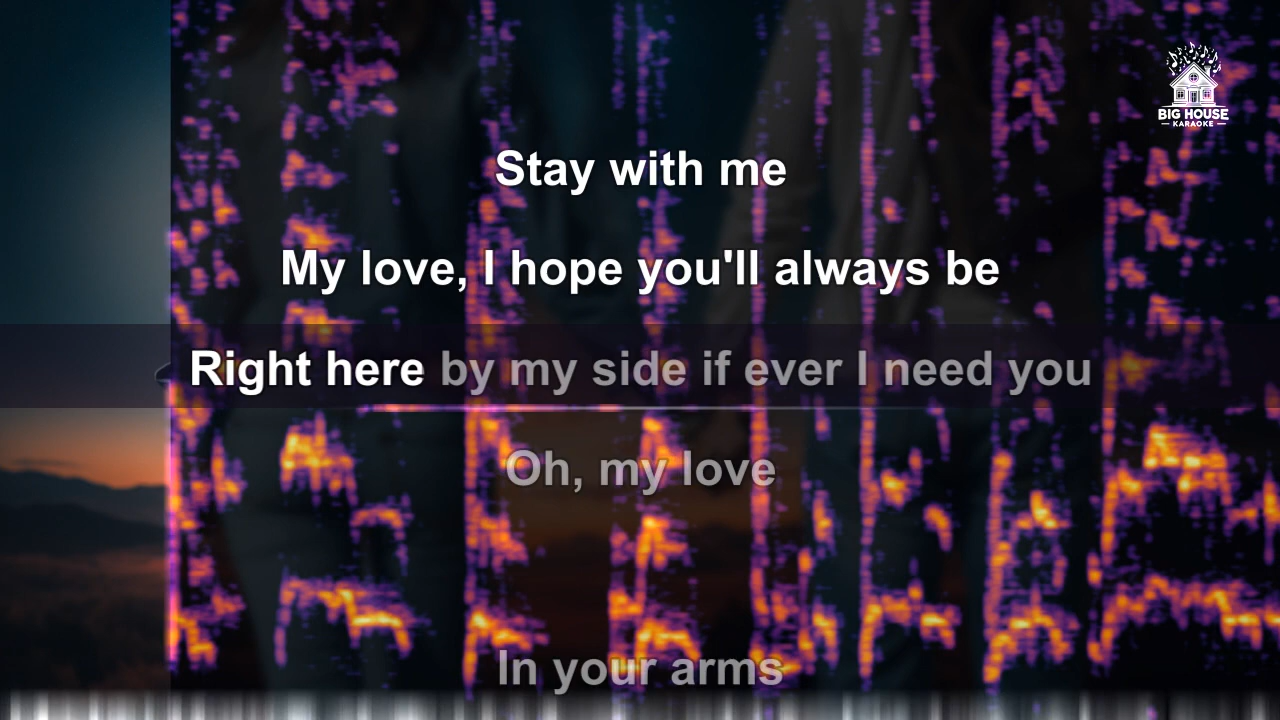 BIG HOUSE
KARAOKE
Stay with me
My love, I hope you'll always be
Right here by my side if ever I need you
Oh, my love
In your arms